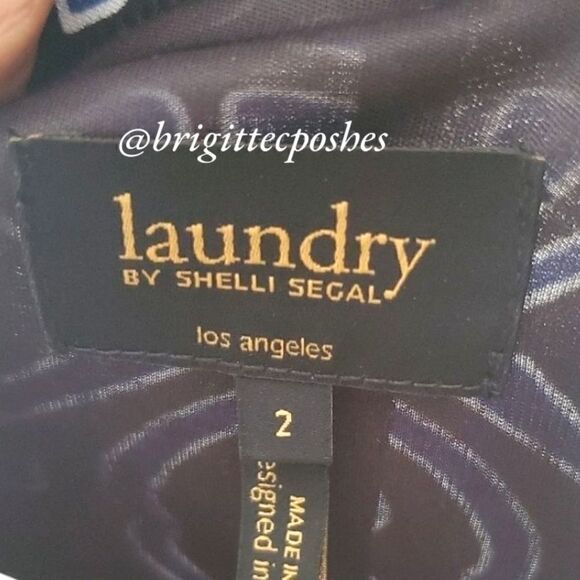 @brigittecposhes
laundry
BY SHELLI SEGAL
los angeles
2
MADE IN
esigned in